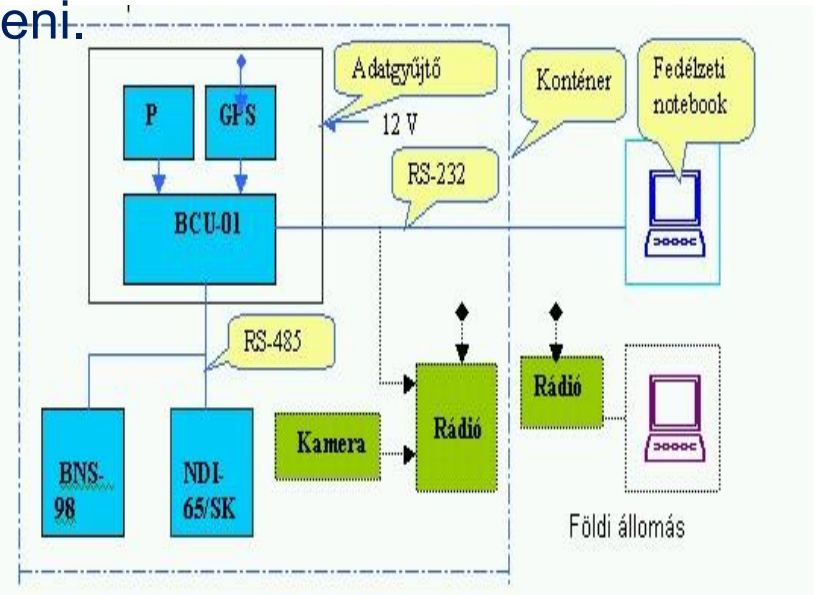 eni.
Adatgyűjtő
Konténer
Fedélzeti
notebook
P
GPS
12 V
RS-232
BCU-01
RS-485
Kamera
Rádió
Rádió
BNS-
98
NDI-
65/SK
Földi állomás